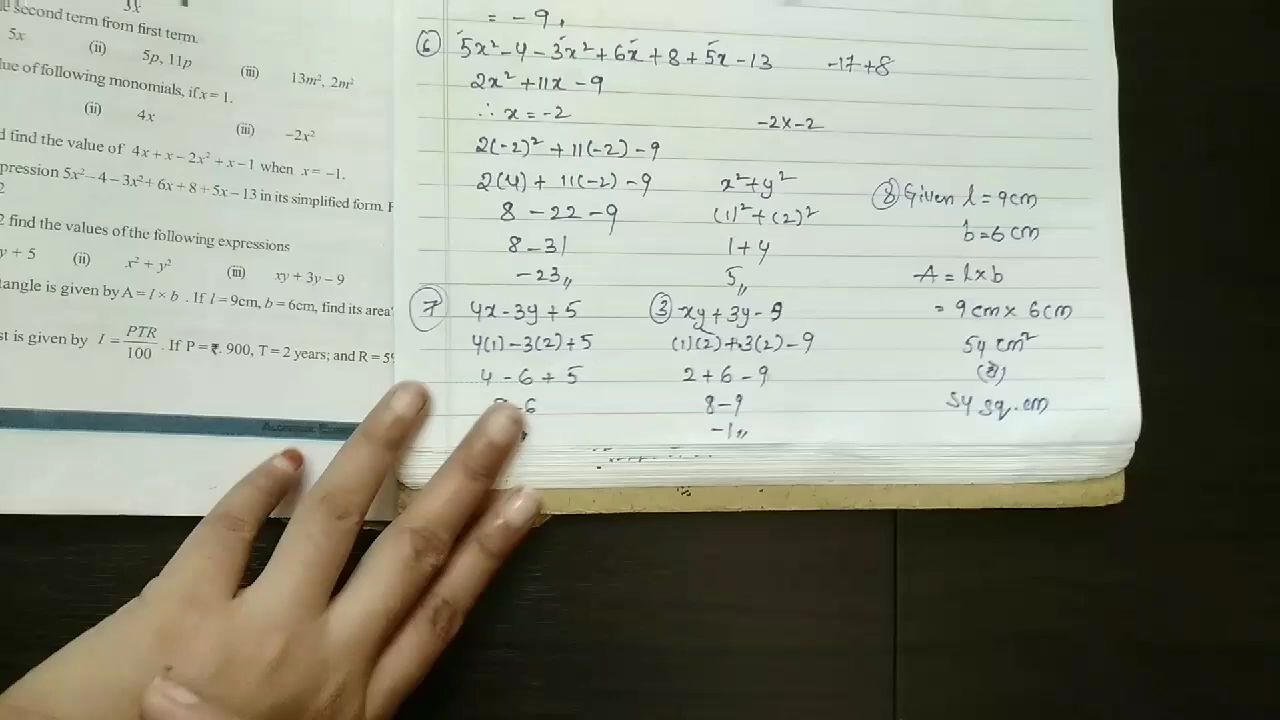 second term from first term.
5x (ii) 5p, 11p (iii) 13m², 2m²
lue of following monomials, if x = 1.
(ii) 4x (iii) −2x²
d find the value of 4x + x − 2x² + x − 1 when x = −1.
pression 5x² − 4 − 3x² + 6x + 8 + 5x − 13 in its simplified form. F
2
2 find the values of the following expressions
y + 5 (ii) x² + y² (iii) xy + 3y − 9
tangle is given by A = l × b . If l = 9cm, b = 6cm, find its area
st is given by I = PTR/100 . If P = ₹. 900, T = 2 years; and R = 5%
= -9,
⑥ 5x² - 4 - 3x² + 6x + 8 + 5x - 13 -17+8
2x² + 11x - 9
∴ x = -2 -2x-2
2(-2)² + 11(-2) - 9
2(4) + 11(-2) - 9
8 - 22 - 9
8 - 31
-23,,
x² + y²
(1)² + (2)²
1 + 4
5,,
⑦ 4x - 3y + 5
4(1) - 3(2) + 5
4 - 6 + 5
6
③ xy + 3y - 9
(1)(2) + 3(2) - 9
2 + 6 - 9
8 - 9
-1,,
⑧ Given l = 9cm
b = 6 cm
A = l x b
= 9 cm x 6 cm
54 cm²
54 sq. cm